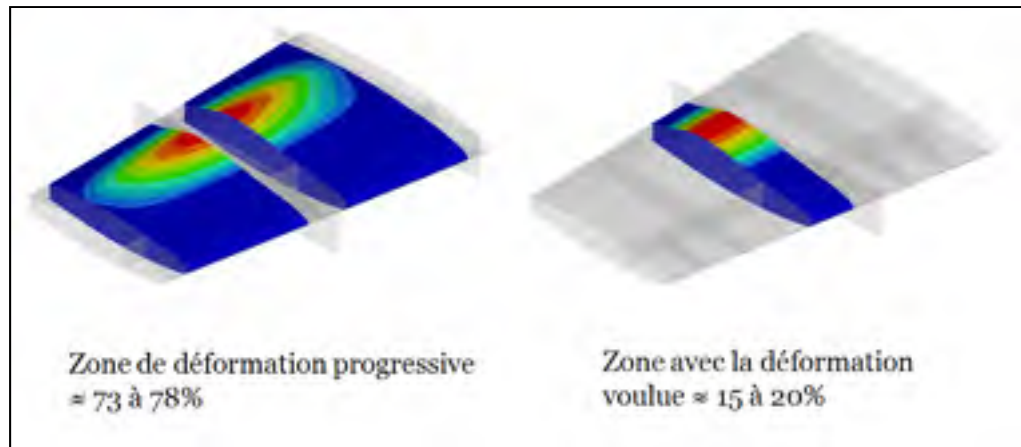 Zone de déformation progressive
≈ 73 à 78%
Zone avec la déformation
voulue ≈ 15 à 20%